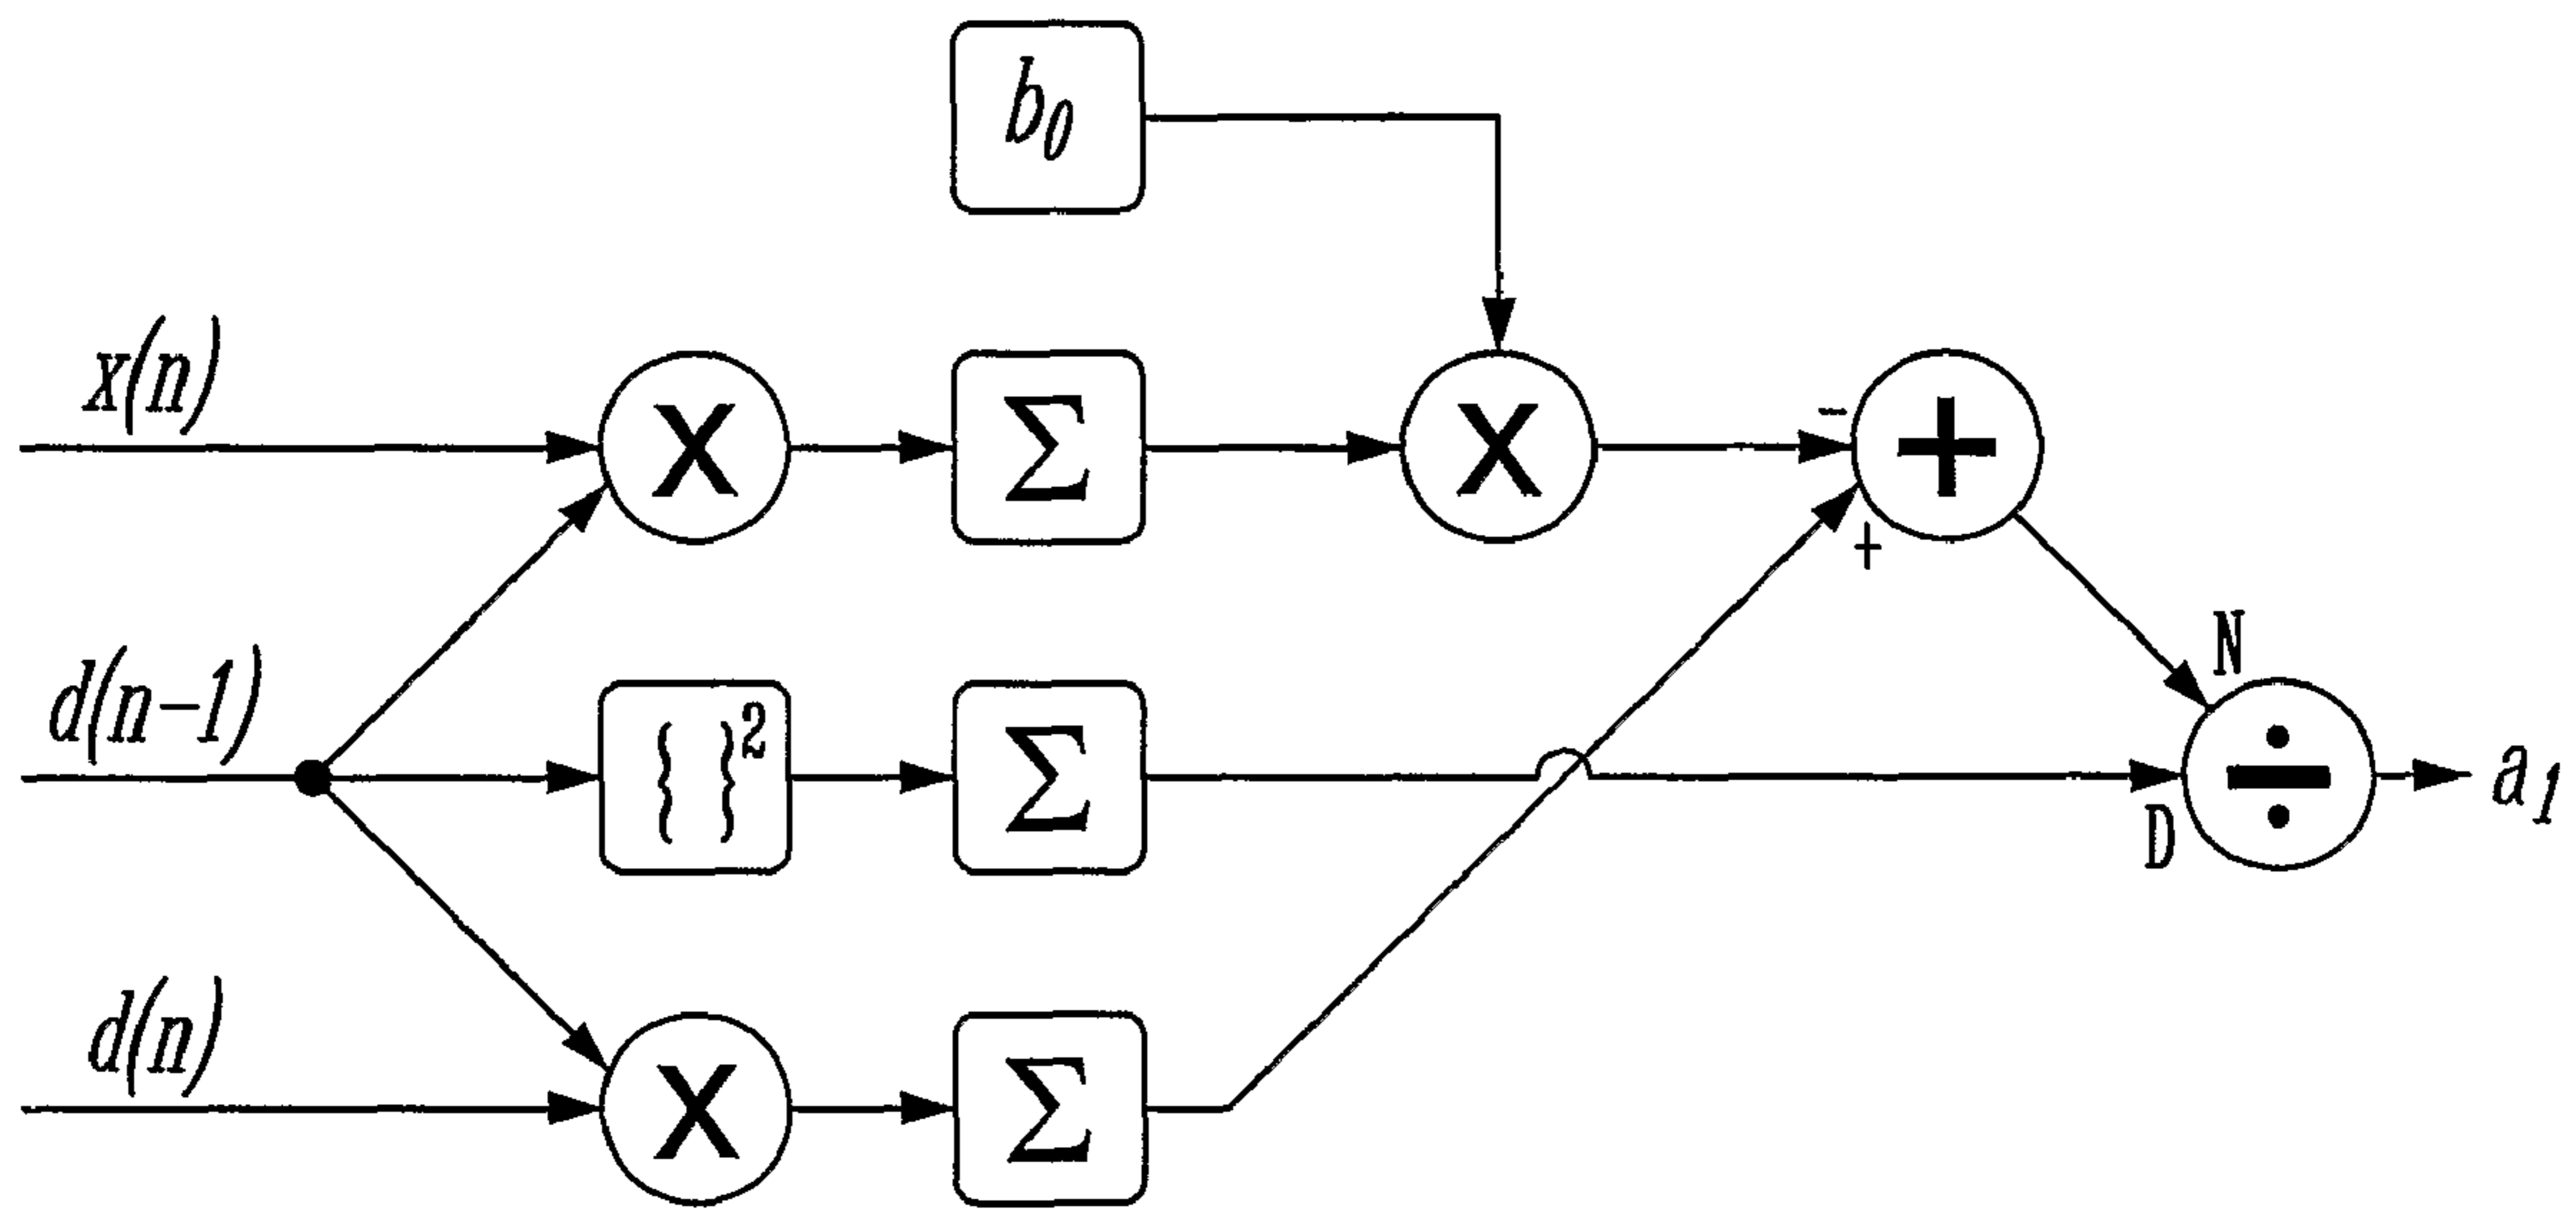 b₀
x(n)
X
Σ
X
-
+
+
N
d(n-1)
{ }²
Σ
÷
a₁
D
d(n)
X
Σ